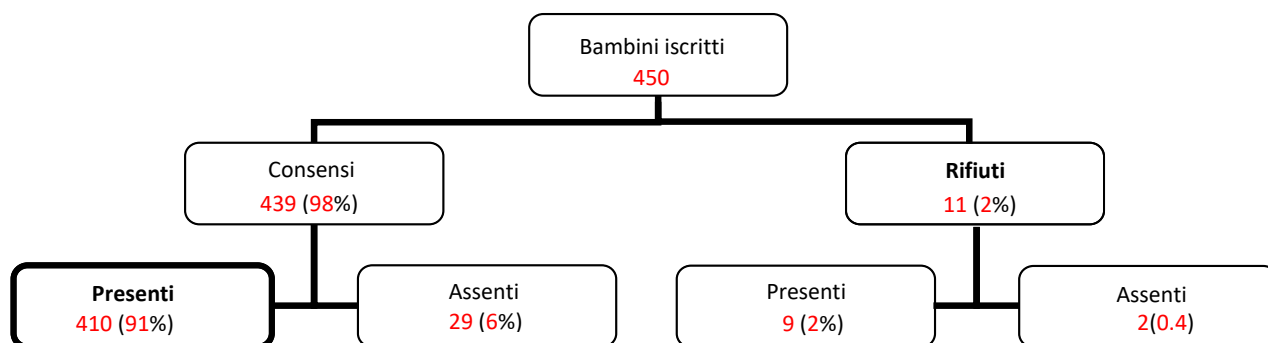 Bambini iscritti
450
Consensi
439 (98%)
Rifiuti
11 (2%)
Presenti
410 (91%)
Assenti
29 (6%)
Presenti
9 (2%)
Assenti
2(0.4)